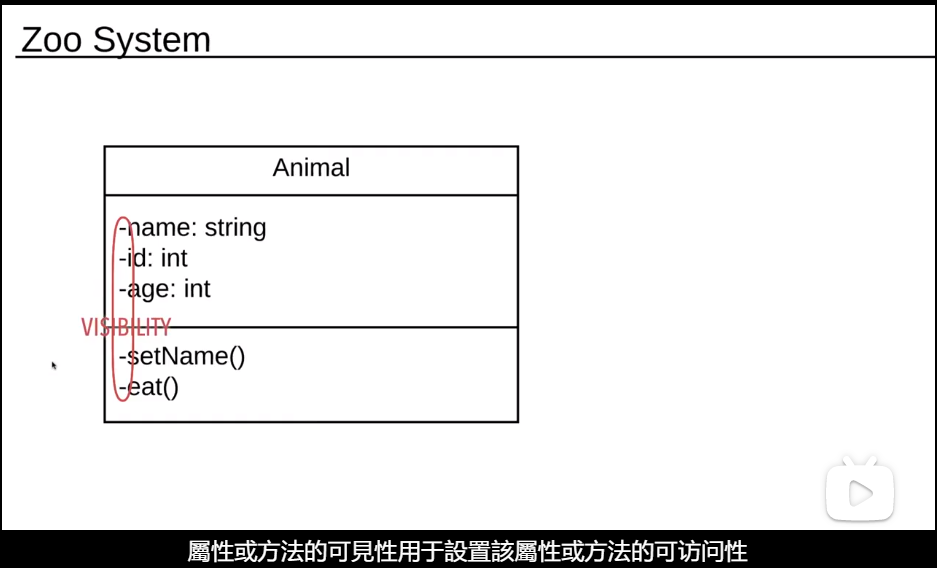 Zoo System
Animal
-name: string
-id: int
-age: int
VISIBILITY
-setName()
-eat()
屬性或方法的可見性用于設置該屬性或方法的可访问性